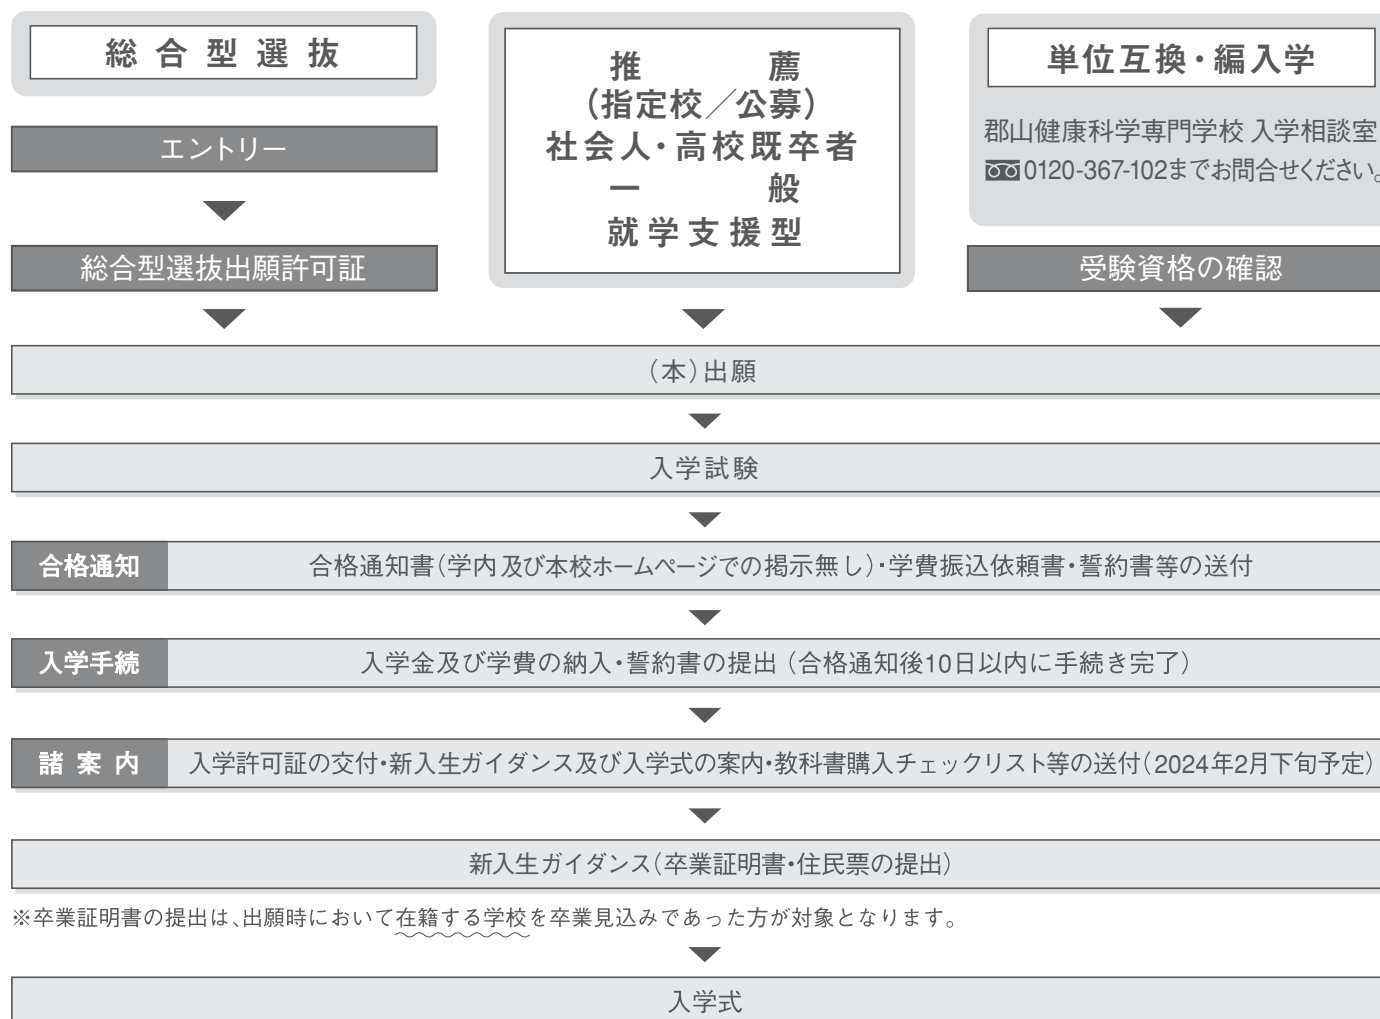 総合型選抜
エントリー
総合型選抜出願許可証
推薦
(指定校／公募)
社会人・高校既卒者
一般
就学支援型
単位互換・編入学
郡山健康科学専門学校 入学相談室
0120-367-102までお問合せください。
受験資格の確認
(本)出願
入学試験
合格通知 合格通知書(学内及び本校ホームページでの掲示無し)・学費振込依頼書・誓約書等の送付
入学手続 入学金及び学費の納入・誓約書の提出(合格通知後10日以内に手続き完了)
諸案内 入学許可証の交付・新入生ガイダンス及び入学式の案内・教科書購入チェックリスト等の送付(2024年2月下旬予定)
新入生ガイダンス(卒業証明書・住民票の提出)
※卒業証明書の提出は、出願時において在籍する学校を卒業見込みであった方が対象となります。
入学式